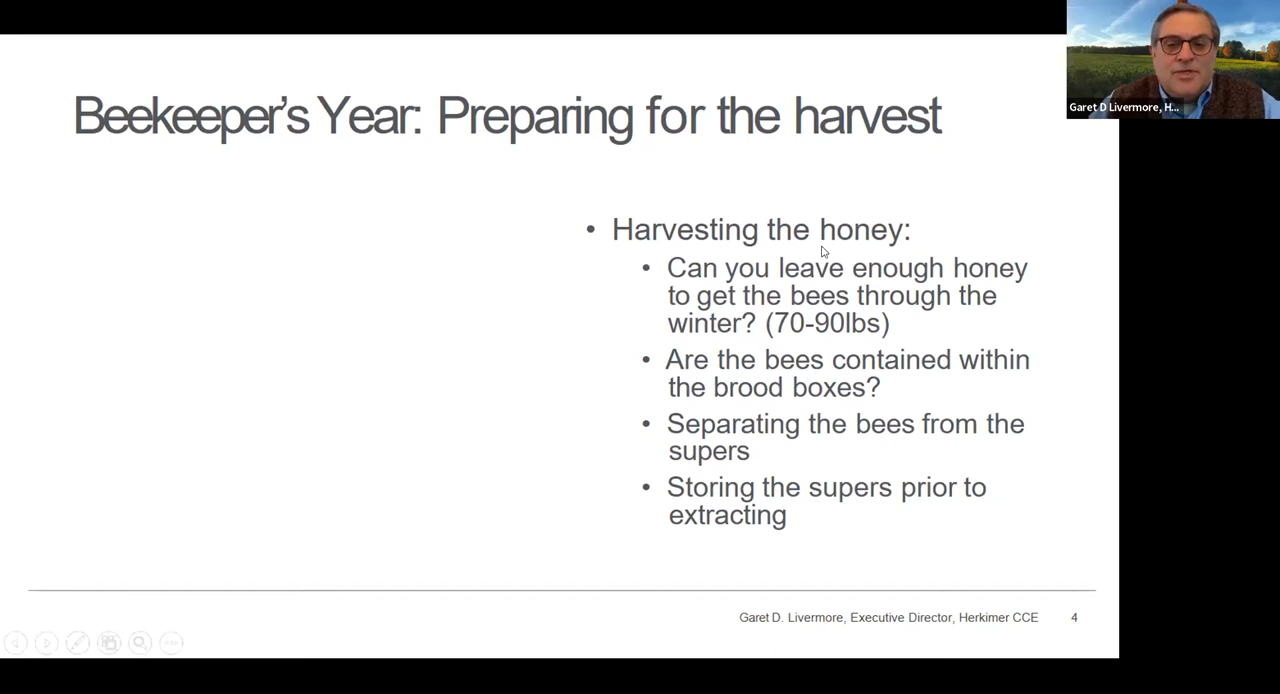 Beekeeper's Year: Preparing for the harvest
Garet D Livermore, H...
• Harvesting the honey:
• Can you leave enough honey
to get the bees through the
winter? (70-90lbs)
• Are the bees contained within
the brood boxes?
• Separating the bees from the
supers
• Storing the supers prior to
extracting
Garet D. Livermore, Executive Director, Herkimer CCE 4